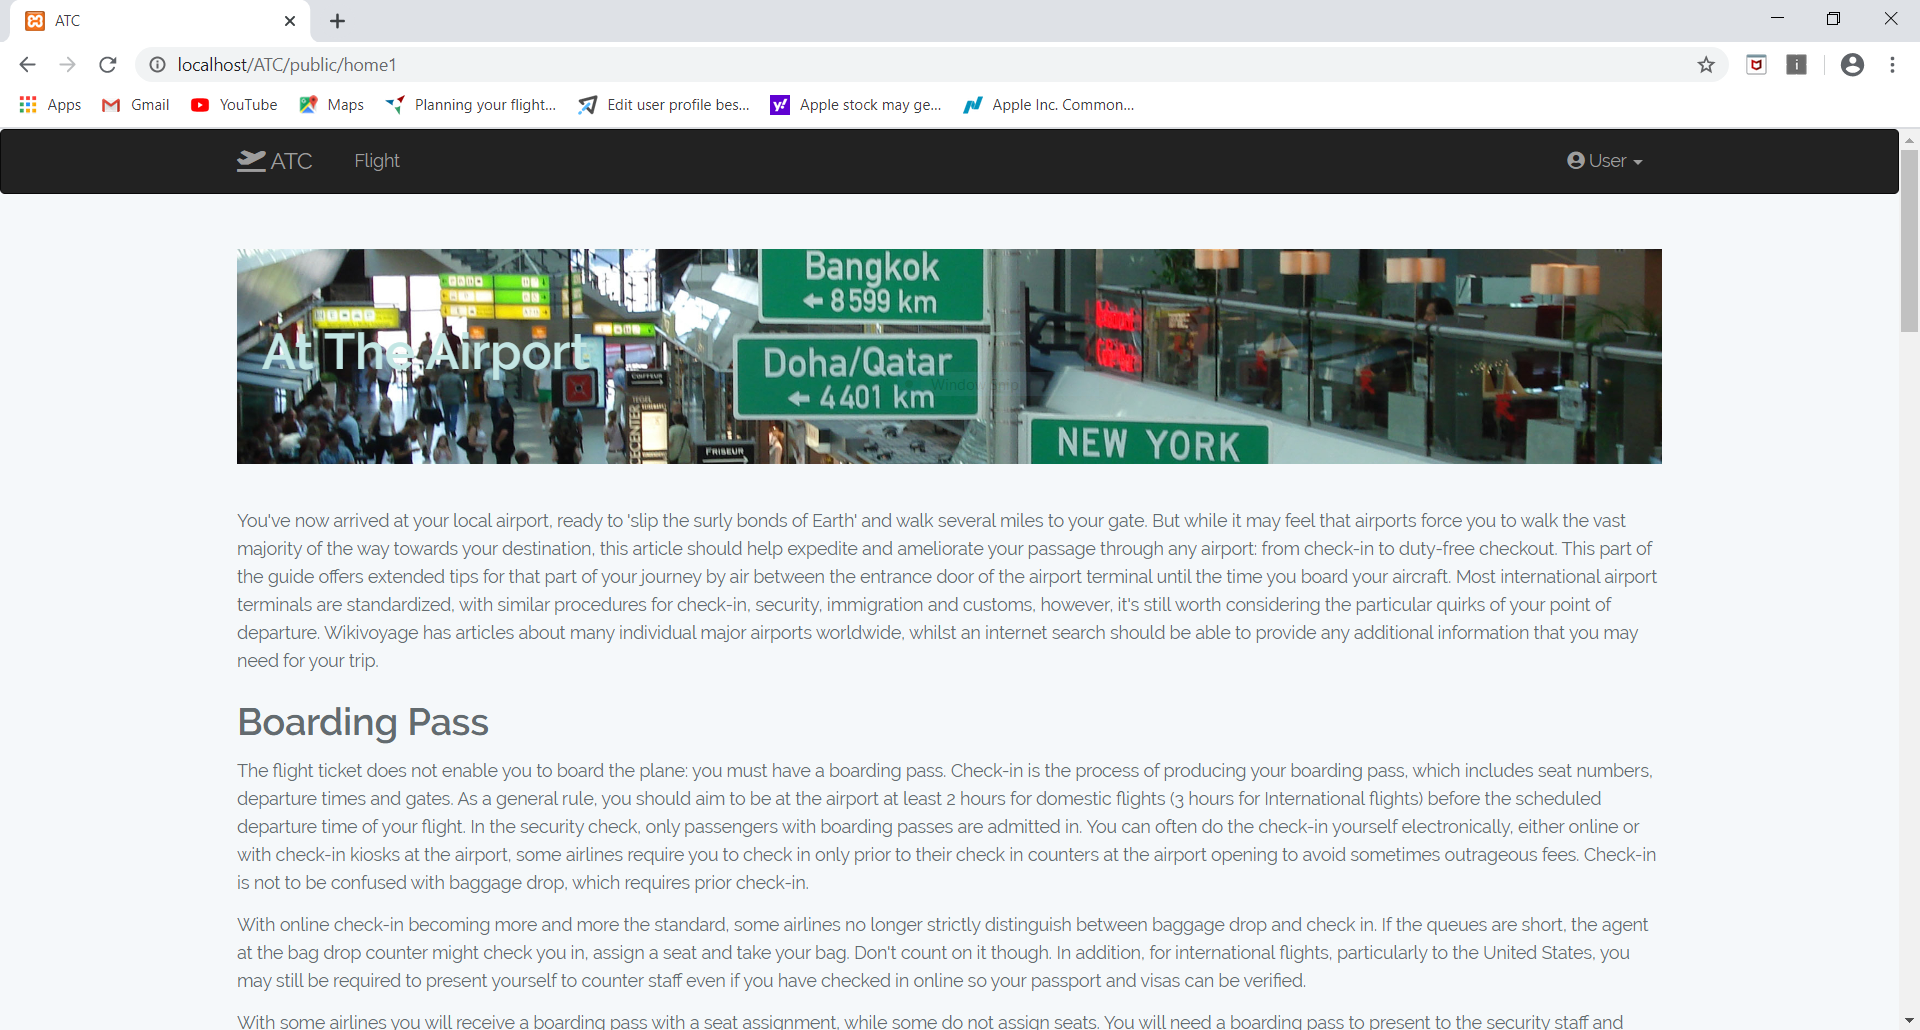 ATC
localhost/ATC/public/home1
Apps Gmail YouTube Maps Planning your flight... Edit user profile bes... Apple stock may ge... Apple Inc. Common...
ATC Flight User
Bangkok
8 599 km
At The Airport
Doha/Qatar
4 401 km
NEW YORK
COIFFEUR
TEGEL
FRISEUR
You've now arrived at your local airport, ready to 'slip the surly bonds of Earth' and walk several miles to your gate. But while it may feel that airports force you to walk the vast
majority of the way towards your destination, this article should help expedite and ameliorate your passage through any airport: from check-in to duty-free checkout. This part of
the guide offers extended tips for that part of your journey by air between the entrance door of the airport terminal until the time you board your aircraft. Most international airport
terminals are standardized, with similar procedures for check-in, security, immigration and customs, however, it's still worth considering the particular quirks of your point of
departure. Wikivoyage has articles about many individual major airports worldwide, whilst an internet search should be able to provide any additional information that you may
need for your trip.
Boarding Pass
The flight ticket does not enable you to board the plane: you must have a boarding pass. Check-in is the process of producing your boarding pass, which includes seat numbers,
departure times and gates. As a general rule, you should aim to be at the airport at least 2 hours for domestic flights (3 hours for International flights) before the scheduled
departure time of your flight. In the security check, only passengers with boarding passes are admitted in. You can often do the check-in yourself electronically, either online or
with check-in kiosks at the airport, some airlines require you to check in only prior to their check in counters at the airport opening to avoid sometimes outrageous fees. Check-in
is not to be confused with baggage drop, which requires prior check-in.
With online check-in becoming more and more the standard, some airlines no longer strictly distinguish between baggage drop and check in. If the queues are short, the agent
at the bag drop counter might check you in, assign a seat and take your bag. Don't count on it though. In addition, for international flights, particularly to the United States, you
may still be required to present yourself to counter staff even if you have checked in online so your passport and visas can be verified.
With some airlines you will receive a boarding pass with a seat assignment, while some do not assign seats. You will need a boarding pass to present to the security staff and